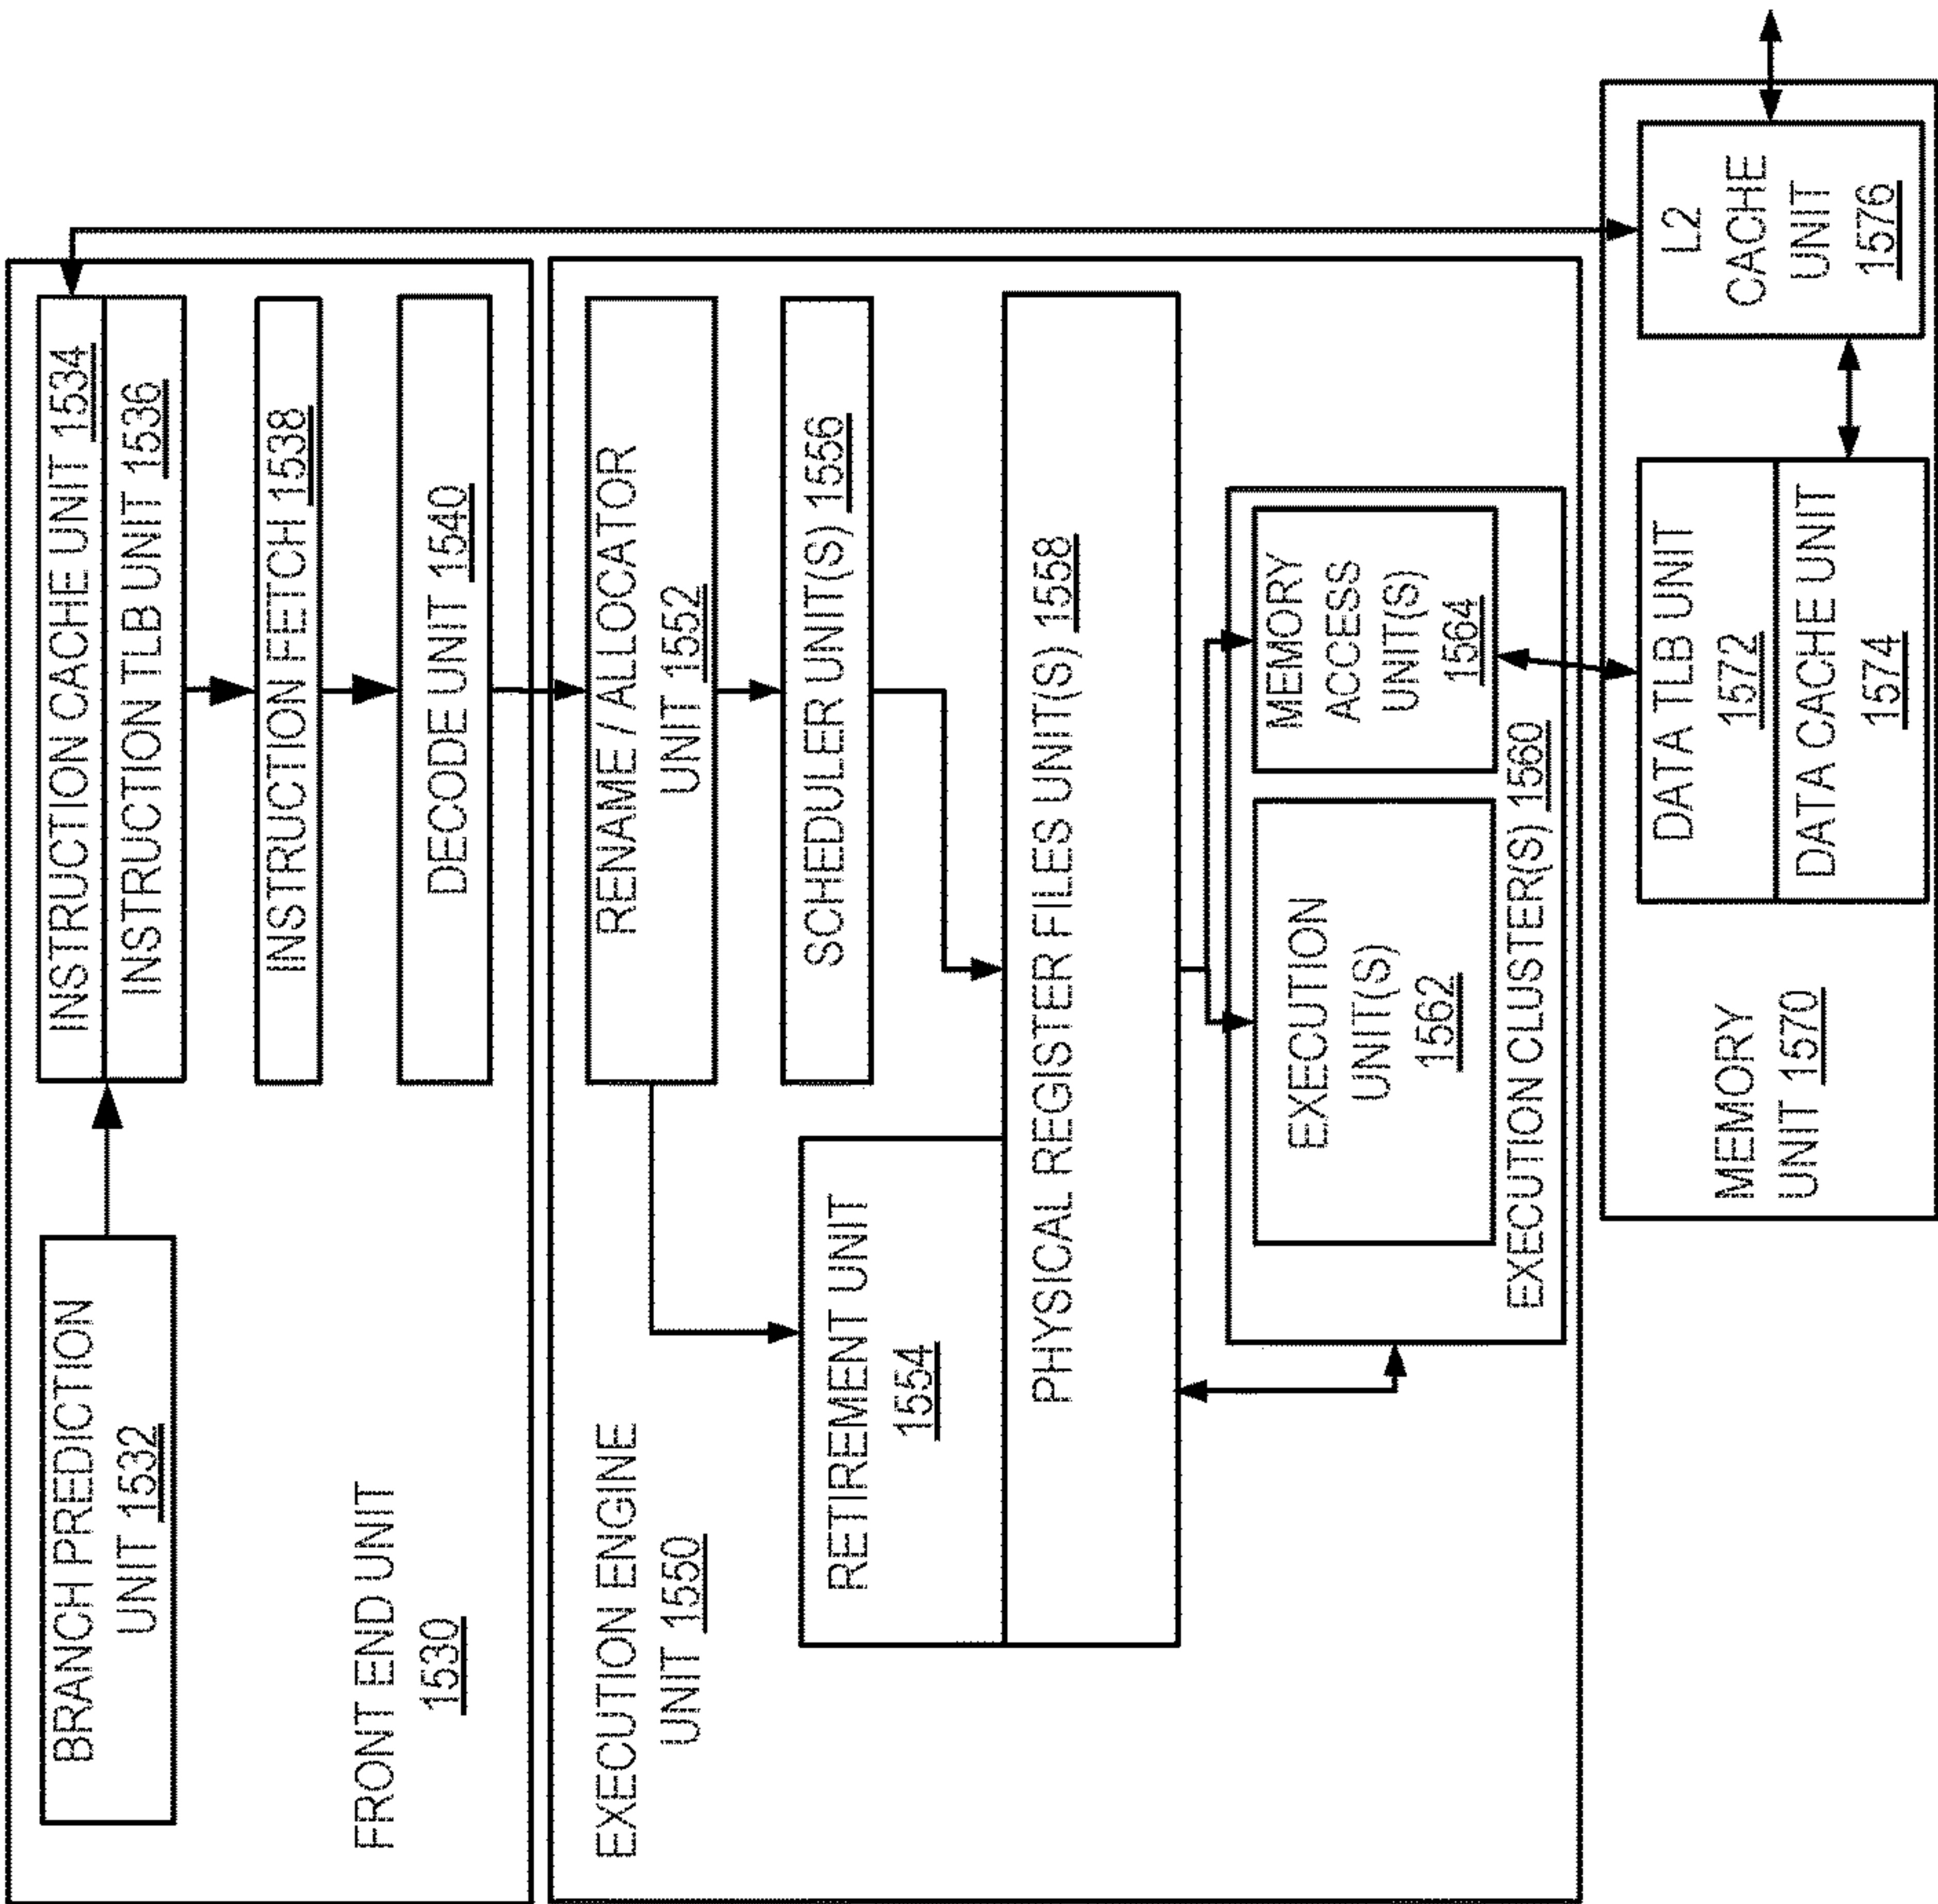 BRANCH PREDICTION
UNIT 1532
INSTRUCTION CACHE UNIT 1534
INSTRUCTION TLB UNIT 1536
INSTRUCTION FETCH 1538
DECODE UNIT 1540
FRONT END UNIT
1530
EXECUTION ENGINE
UNIT 1550
RENAME / ALLOCATOR
UNIT 1552
SCHEDULER UNIT(S) 1556
RETIREMENT UNIT
1554
PHYSICAL REGISTER FILES UNIT(S) 1558
EXECUTION
UNIT(S)
1562
MEMORY
ACCESS
UNIT(S)
1564
EXECUTION CLUSTER(S) 1560
MEMORY
UNIT 1570
DATA TLB UNIT
1572
DATA CACHE UNIT
1574
L2
CACHE
UNIT
1576